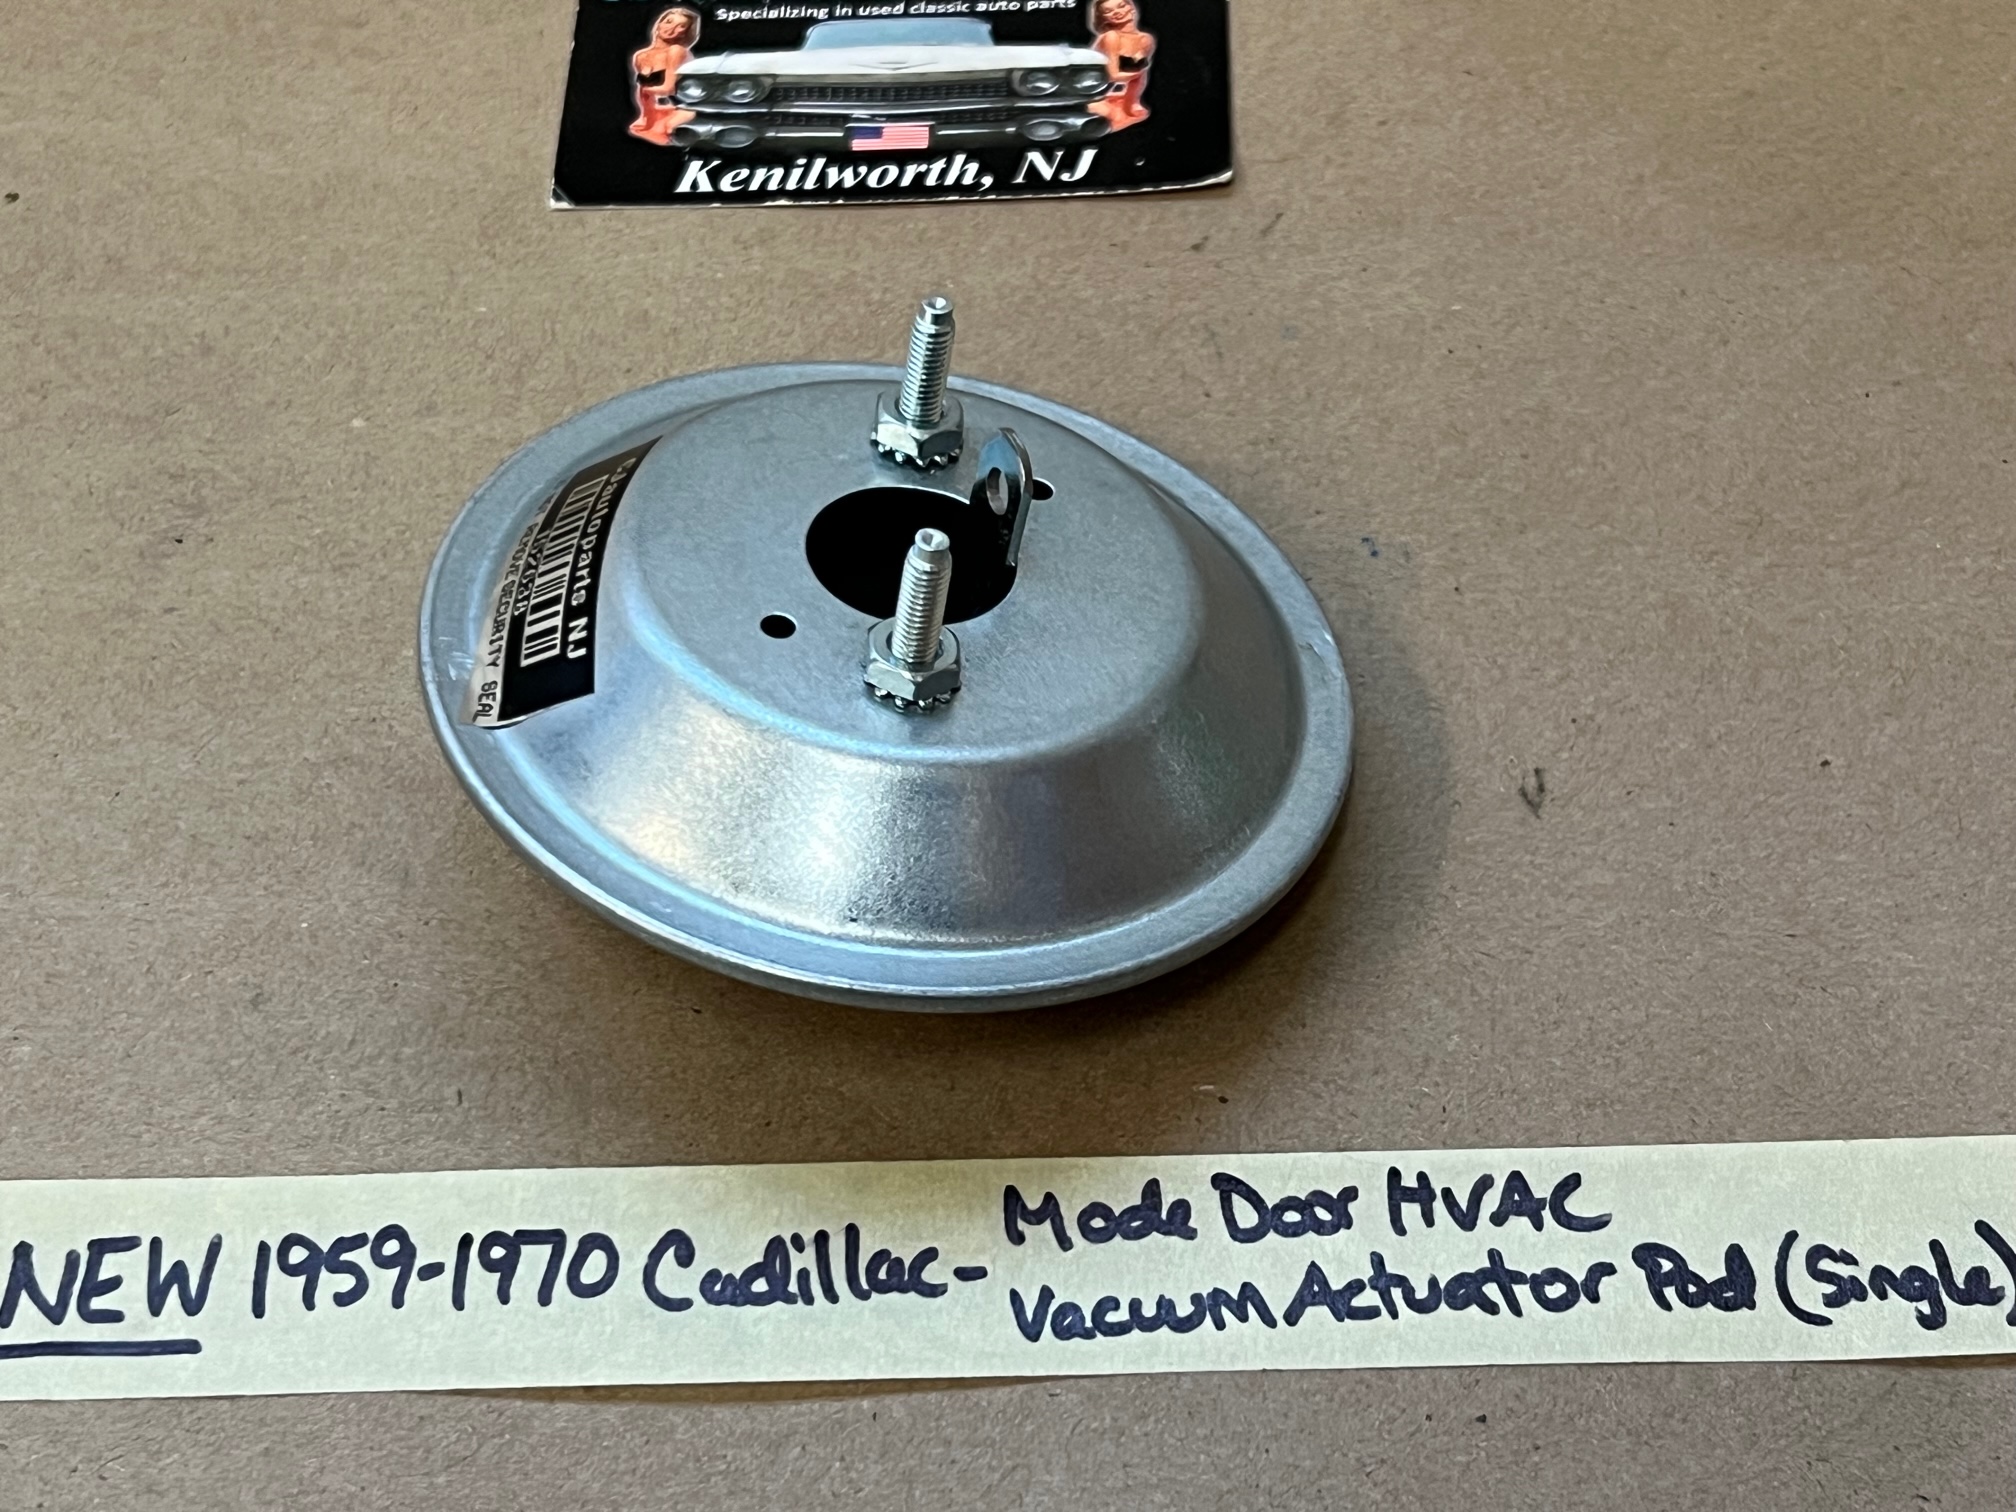 Specializing in used classic auto parts
Kenilworth, NJ
CJautoparts NJ
SECURITY SEAL
NEW 1959-1970 Cadillac-
Mode Door HVAC
Vacuum Actuator Pod (Single)